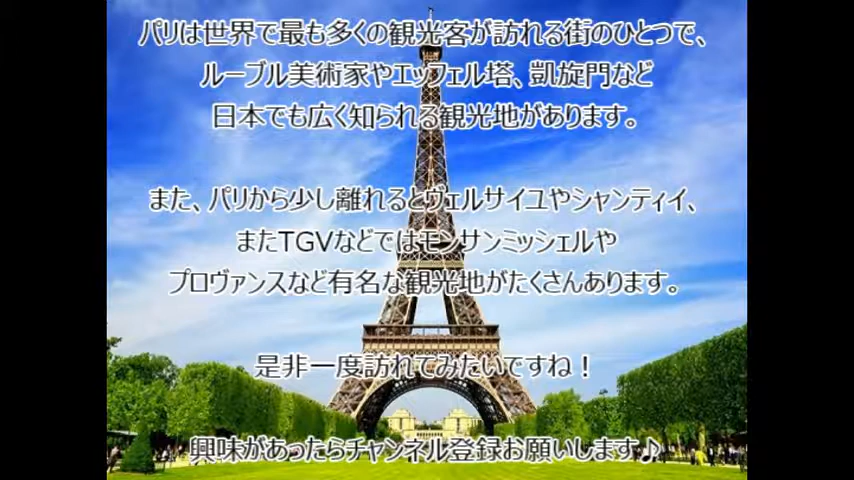 パリは世界で最も多くの観光客が訪れる街のひとつで、
ルーブル美術家やエッフェル塔、凱旋門など
日本でも広く知られる観光地があります。
また、パリから少し離れるとヴェルサイユやシャンティイ、
またTGVなどではモンサンミッシェルや
プロヴァンスなど有名な観光地がたくさんあります。
是非一度訪れてみたいですね！
興味があったらチャンネル登録お願いします♪